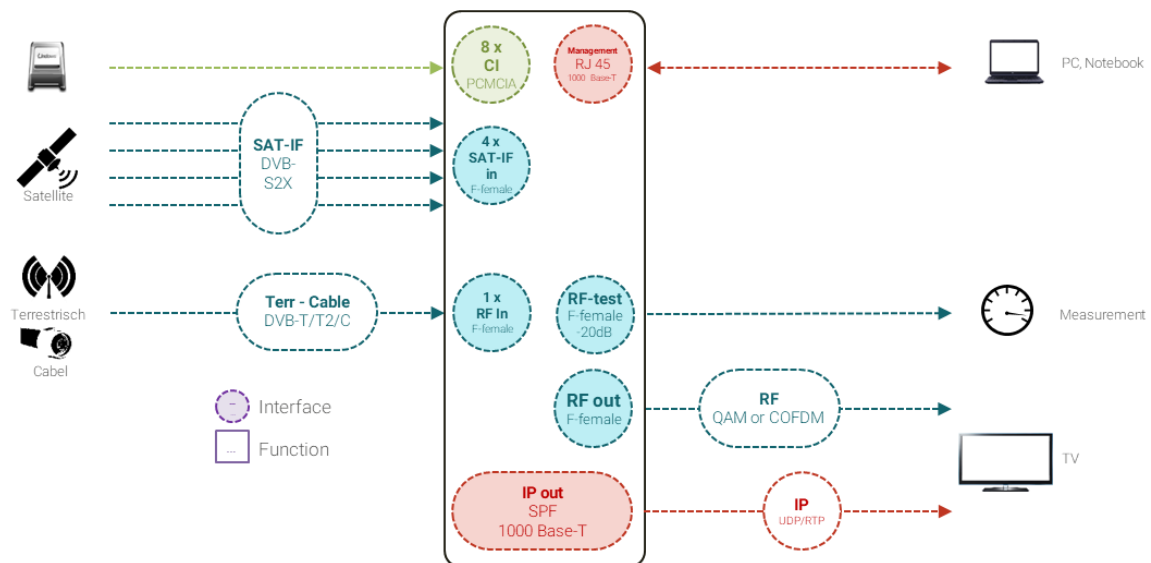 8 x
CI
PCMCIA
Management
RJ 45
1000 Base-T
PC, Notebook
SAT-IF
DVB-
S2X
4 x
SAT-IF
in
F-female
Satellite
Terrestrisch
Cabel
Terr - Cable
DVB-T/T2/C
1 x
RF In
F-female
RF-test
F-female
-20dB
Measurement
RF out
F-female
RF
QAM or COFDM
...
Interface
...
Function
TV
IP out
SPF
1000 Base-T
IP
UDP/RTP